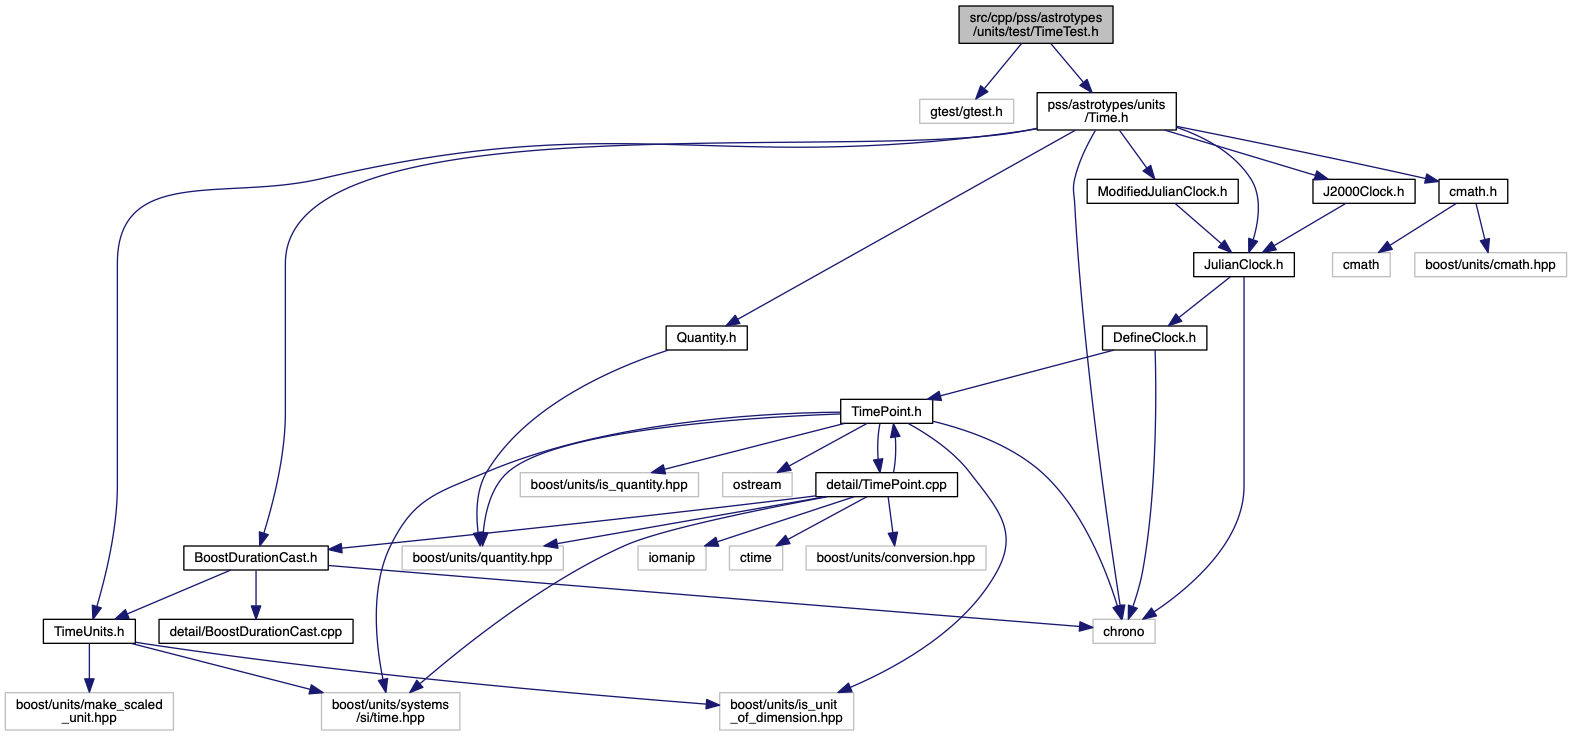 src/cpp/pss/astrotypes
/units/test/TimeTest.h
gtest/gtest.h
pss/astrotypes/units
/Time.h
ModifiedJulianClock.h
J2000Clock.h
cmath.h
JulianClock.h
cmath
boost/units/cmath.hpp
Quantity.h
DefineClock.h
TimePoint.h
boost/units/is_quantity.hpp
ostream
detail/TimePoint.cpp
BoostDurationCast.h
boost/units/quantity.hpp
iomanip
ctime
boost/units/conversion.hpp
TimeUnits.h
detail/BoostDurationCast.cpp
chrono
boost/units/make_scaled
_unit.hpp
boost/units/systems
/si/time.hpp
boost/units/is_unit
_of_dimension.hpp